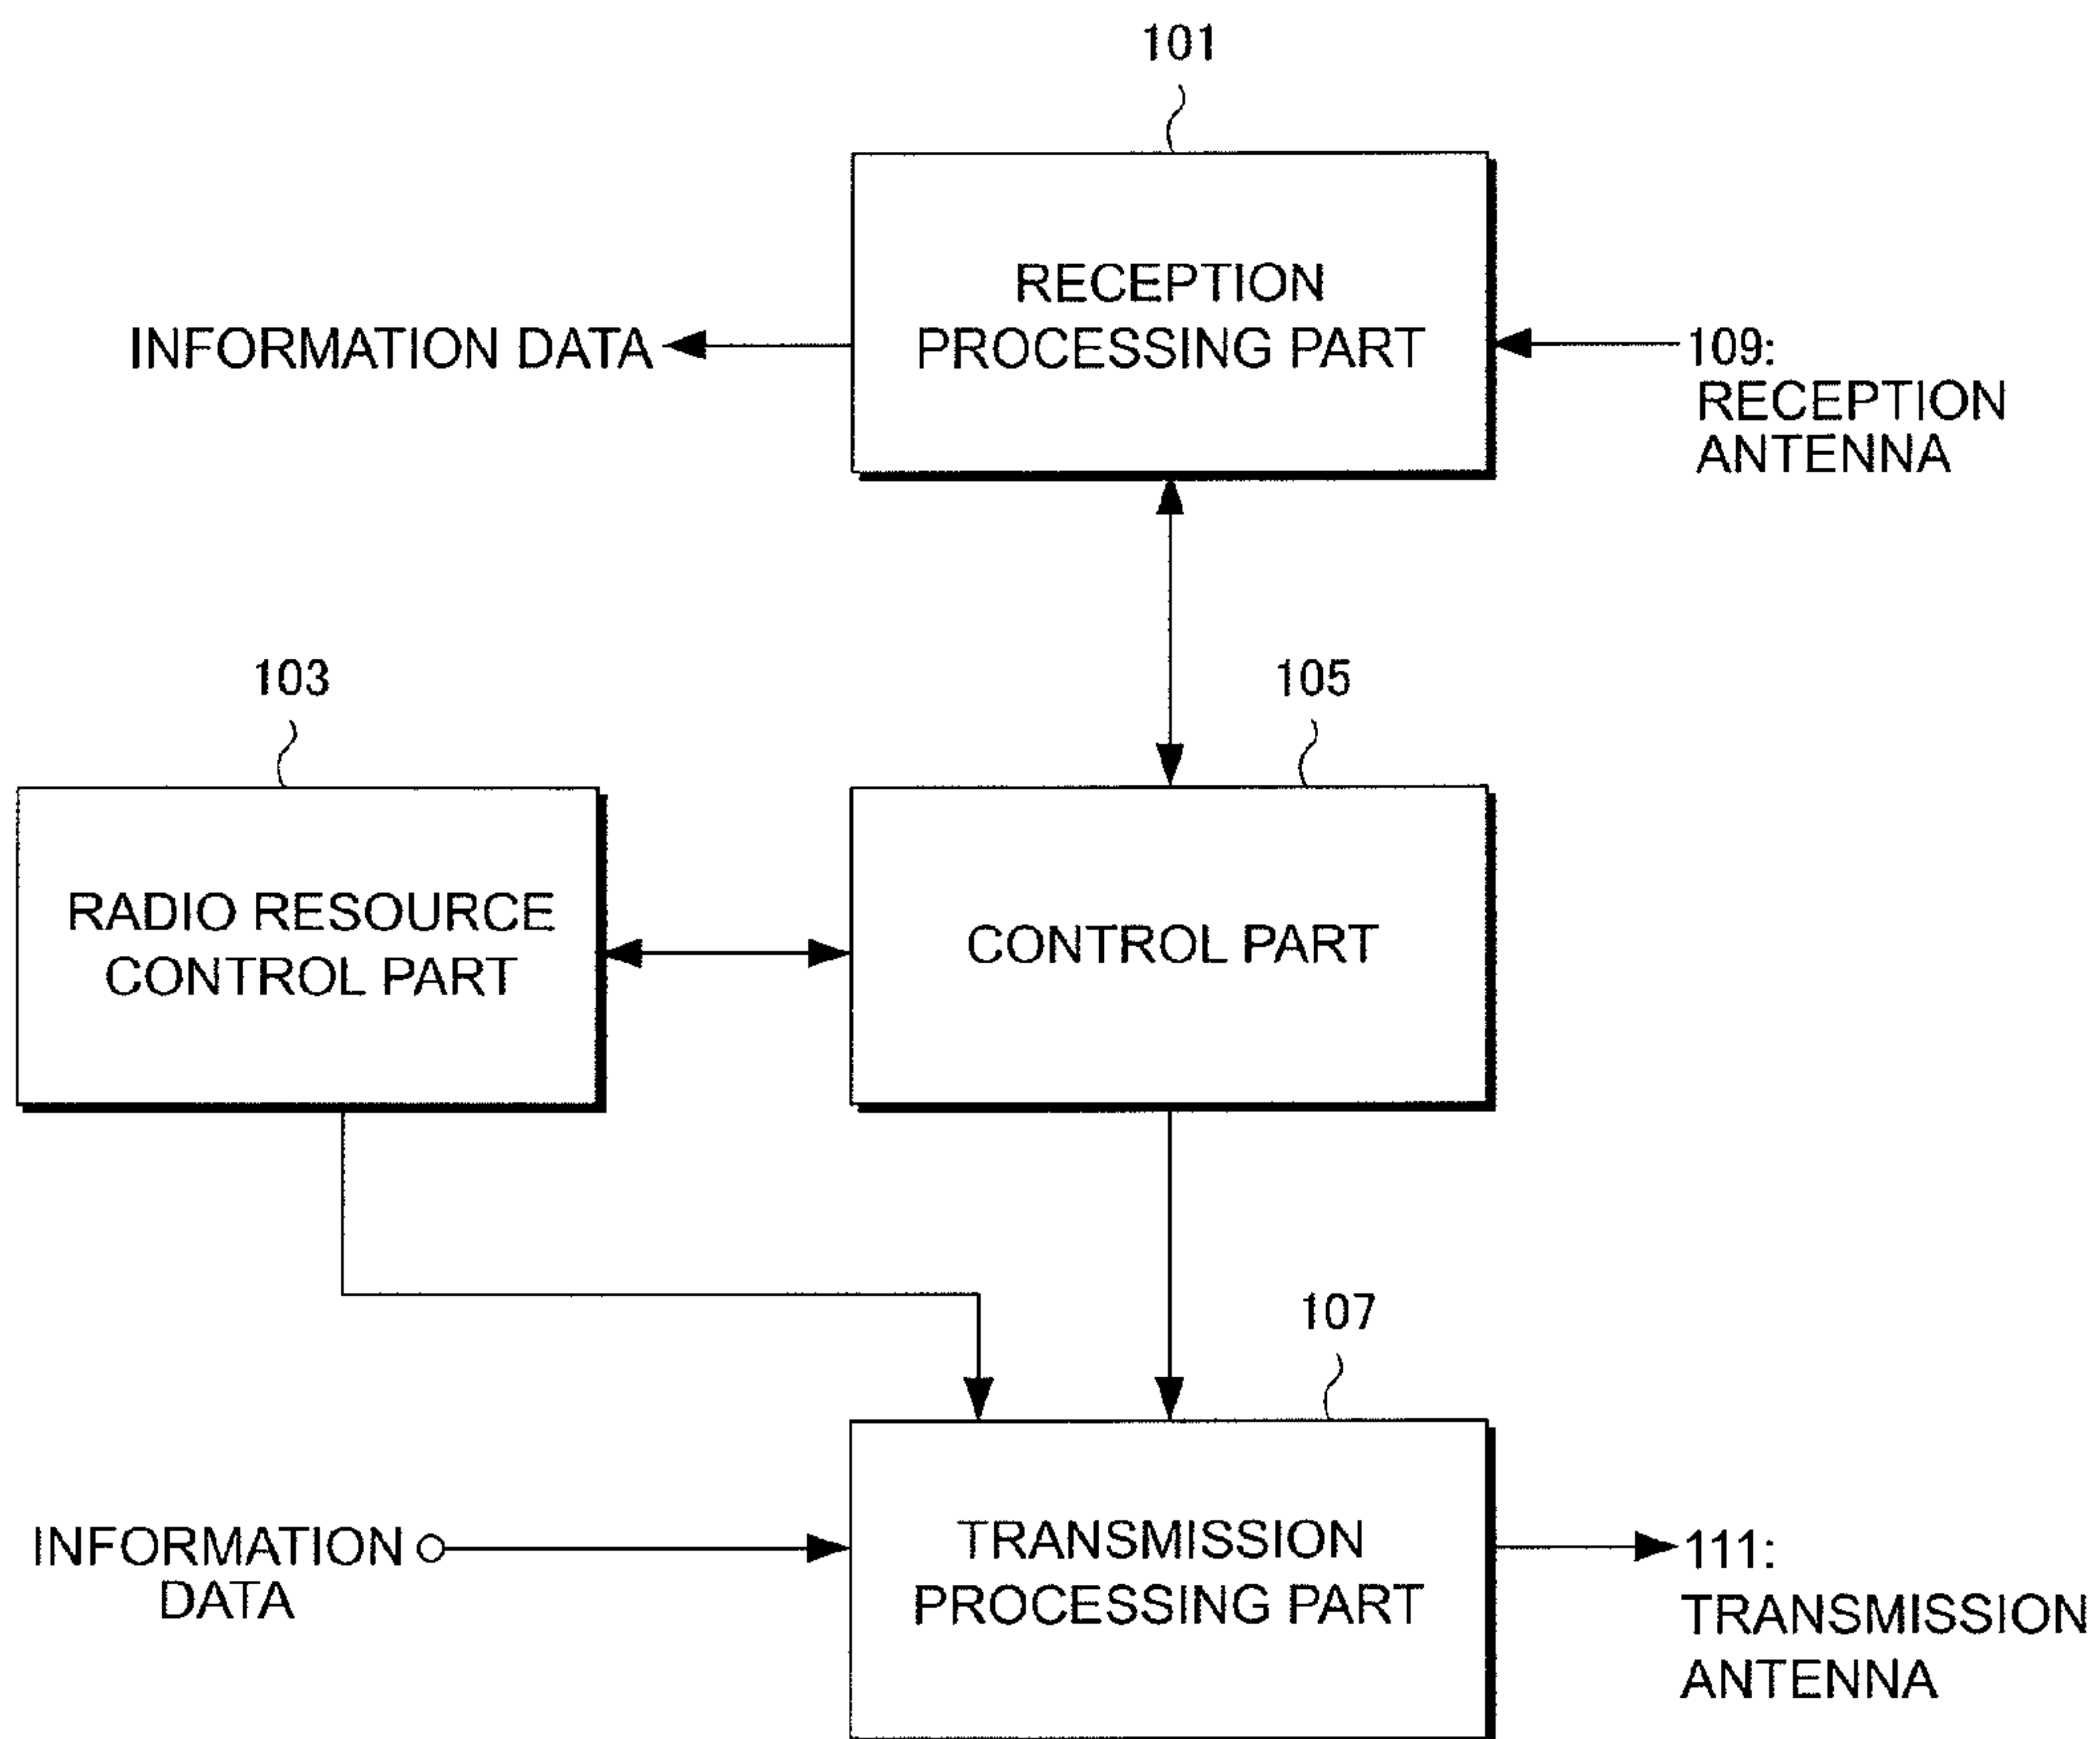 101
RECEPTION
PROCESSING PART
INFORMATION DATA
109:
RECEPTION
ANTENNA
103
105
RADIO RESOURCE
CONTROL PART
CONTROL PART
107
INFORMATION
DATA
TRANSMISSION
PROCESSING PART
111:
TRANSMISSION
ANTENNA